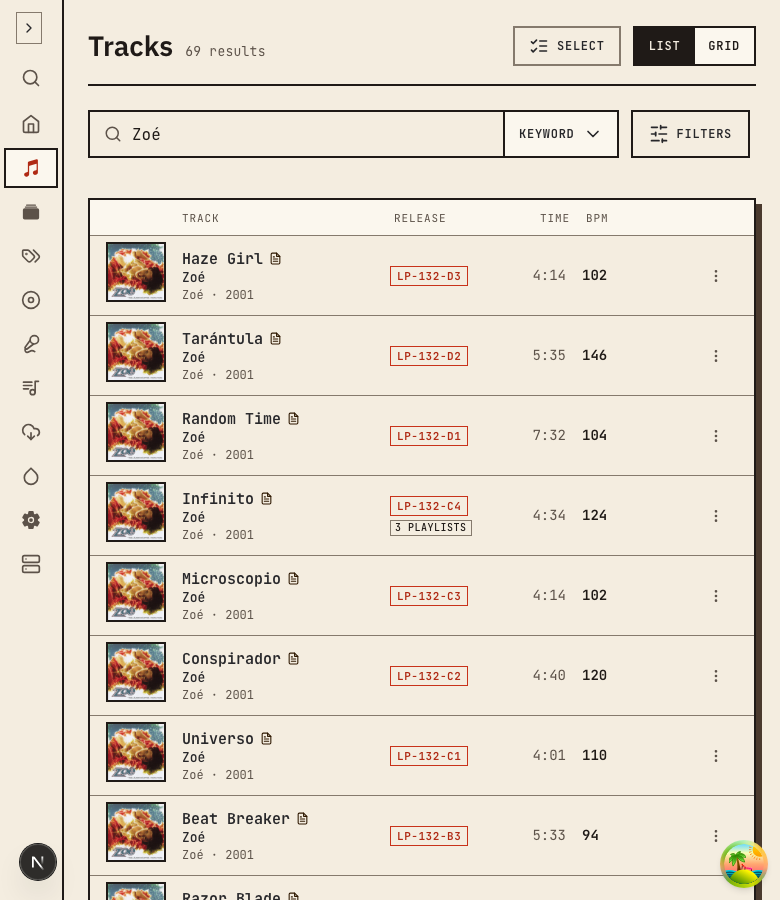 Tracks 69 results
SELECT
LIST GRID
Zoé
KEYWORD
FILTERS
TRACK RELEASE TIME BPM
Haze Girl
Zoé
Zoé · 2001
LP-132-D3
4:14 102
Tarántula
Zoé
Zoé · 2001
LP-132-D2
5:35 146
Random Time
Zoé
Zoé · 2001
LP-132-D1
7:32 104
Infinito
Zoé
Zoé · 2001
LP-132-C4
3 PLAYLISTS
4:34 124
Microscopio
Zoé
Zoé · 2001
LP-132-C3
4:14 102
Conspirador
Zoé
Zoé · 2001
LP-132-C2
4:40 120
Universo
Zoé
Zoé · 2001
LP-132-C1
4:01 110
Beat Breaker
Zoé
Zoé · 2001
LP-132-B3
5:33 94
Razor Blade
N